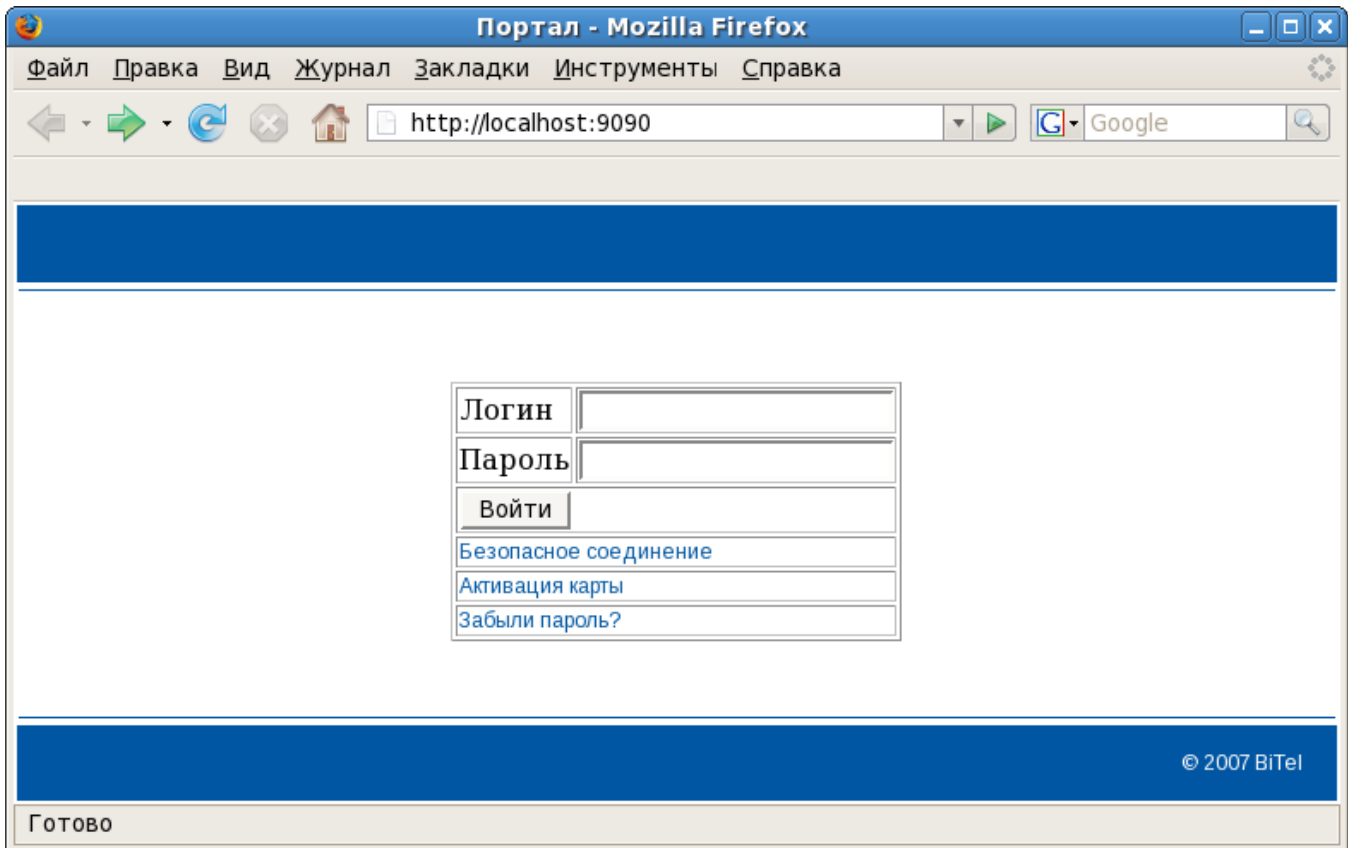 Портал - Mozilla Firefox
Файл Правка Вид Журнал Закладки Инструменты Справка
http://localhost:9090 G Google
Логин
Пароль
Войти
Безопасное соединение
Активация карты
Забыли пароль?
© 2007 BiTel
Готово